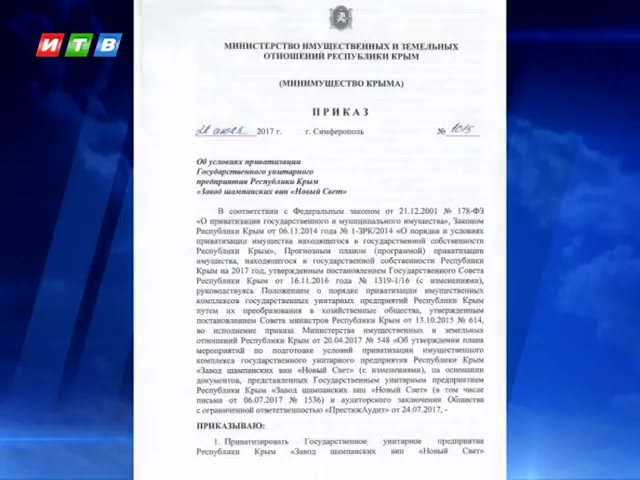 ИТВ
МИНИСТЕРСТВО ИМУЩЕСТВЕННЫХ И ЗЕМЕЛЬНЫХ
ОТНОШЕНИЙ РЕСПУБЛИКИ КРЫМ
(МИНИМУЩЕСТВО КРЫМА)
ПРИКАЗ
2017 г. г. Симферополь № 1015
Об условиях приватизации
Государственного унитарного
предприятия Республики Крым
«Завод шампанских вин «Новый Свет»
В соответствии с Федеральным законом от 21.12.2001 № 178-ФЗ
«О приватизации государственного и муниципального имущества», Законом
Республики Крым от 06.11.2014 года № 1-ЗРК/2014 «О порядке и условиях
приватизации имущества находящегося в государственной собственности
Республики Крым», Прогнозным планом (программой) приватизации
имущества, находящегося в государственной собственности Республики
Крым на 2017 год, утвержденным постановлением Государственного Совета
Республики Крым от 16.11.2016 года № 1319-1/16 (с изменениями),
руководствуясь Положением о порядке приватизации имущественных
комплексов государственных унитарных предприятий Республики Крым
путем их преобразования в хозяйственные общества, утвержденным
постановлением Совета министров Республики Крым от 13.10.2015 № 614,
во исполнение приказа Министерства имущественных и земельных
отношений Республики Крым от 20.04.2017 № 548 «Об утверждении плана
мероприятий по подготовке условий приватизации имущественного
комплекса государственного унитарного предприятия Республики Крым
«Завод шампанских вин «Новый Свет» (с изменениями), на основании
документов, представленных Государственным унитарным предприятием
Республики Крым «Завод шампанских вин «Новый Свет» (в том числе
письма от 06.07.2017 № 1536) и аудиторского заключения Общества
с ограниченной ответственностью «ПрестижАудит» от 24.07.2017, -
ПРИКАЗЫВАЮ:
1. Приватизировать Государственное унитарное предприятие
Республики Крым «Завод шампанских вин «Новый Свет»